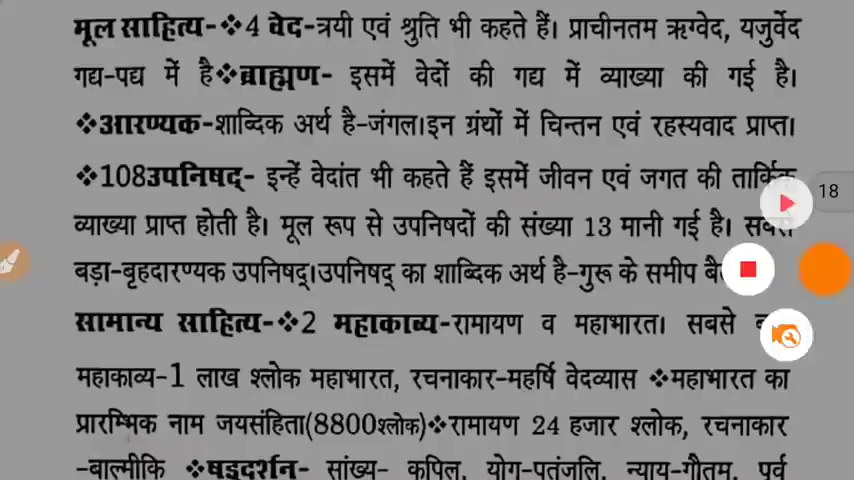 मूल साहित्य-❖4 वेद-त्रयी एवं श्रुति भी कहते हैं। प्राचीनतम ऋग्वेद, यजुर्वेद
गद्य-पद्य में है❖ब्राह्मण- इसमें वेदों की गद्य में व्याख्या की गई है।
❖आरण्यक-शाब्दिक अर्थ है-जंगल।इन ग्रंथों में चिन्तन एवं रहस्यवाद प्राप्त।
❖108उपनिषद्- इन्हें वेदांत भी कहते हैं इसमें जीवन एवं जगत की तार्किक
18
व्याख्या प्राप्त होती है। मूल रूप से उपनिषदों की संख्या 13 मानी गई है। सबसे
बड़ा-बृहदारण्यक उपनिषद्।उपनिषद् का शाब्दिक अर्थ है-गुरू के समीप
सामान्य साहित्य-❖2 महाकाव्य-रामायण व महाभारत। सबसे
महाकाव्य-1 लाख श्लोक महाभारत, रचनाकार-महर्षि वेदव्यास ❖महाभारत का
प्रारम्भिक नाम जयसंहिता(8800श्लोक)❖रामायण 24 हजार श्लोक, रचनाकार
-बाल्मीकि ❖षड्दर्शन- सांख्य- कपिल, योग-पतंजलि, न्याय-गौतम, पूर्व